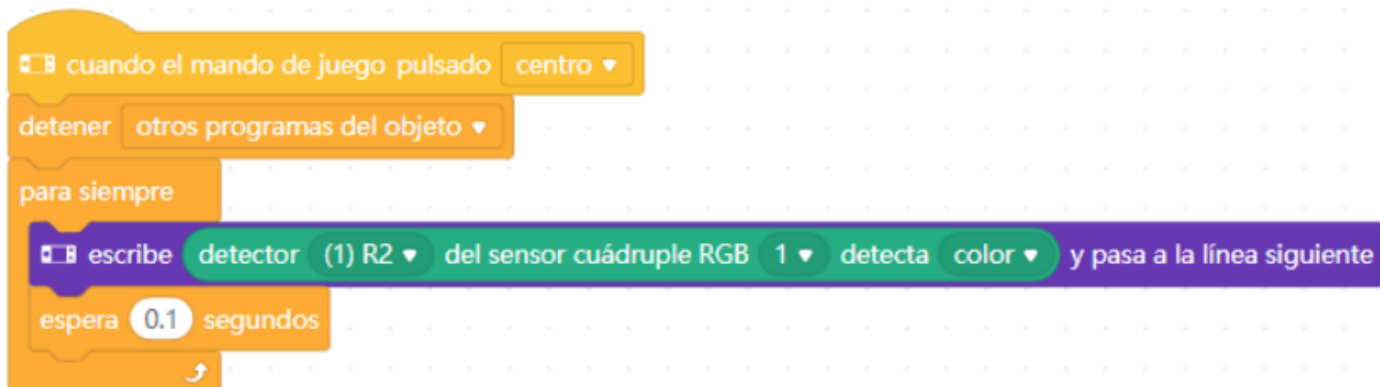 cuando el mando de juego pulsado centro
detener otros programas del objeto
para siempre
escribe detector (1) R2 del sensor cuádruple RGB 1 detecta color y pasa a la línea siguiente
espera 0.1 segundos